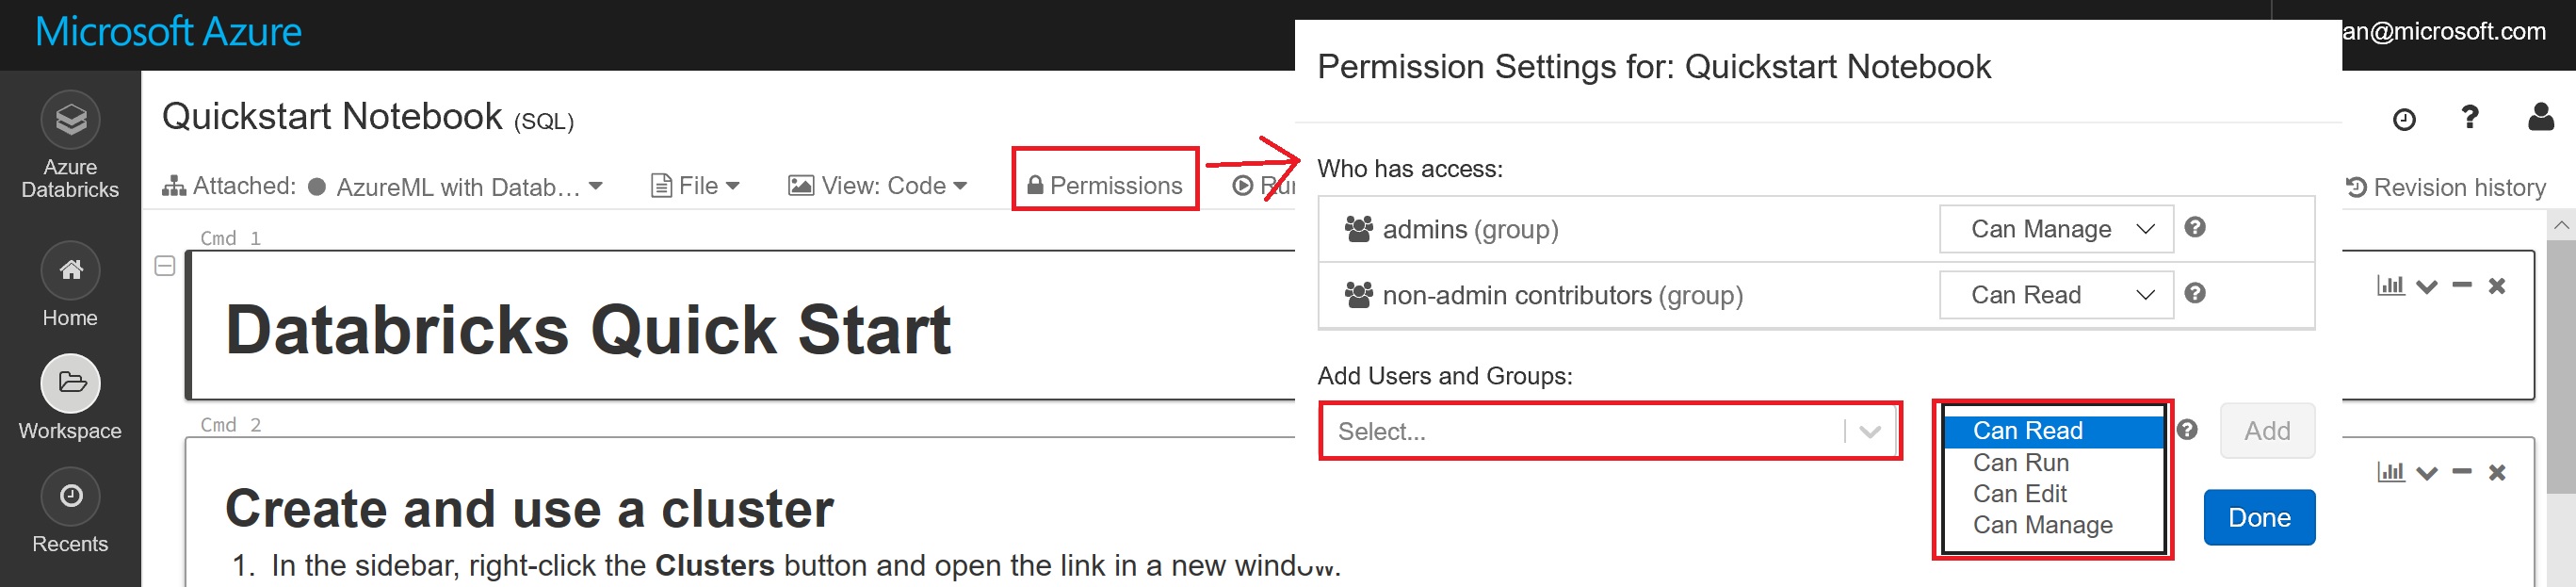 Microsoft Azure
an@microsoft.com
Azure
Databricks
Home
Workspace
Recents
Quickstart Notebook (SQL)
Attached: AzureML with Datab... File View: Code Permissions
Revision history
Cmd 1
Databricks Quick Start
Cmd 2
Create and use a cluster
1. In the sidebar, right-click the Clusters button and open the link in a new window.
Permission Settings for: Quickstart Notebook
Who has access:
admins (group) Can Manage
non-admin contributors (group) Can Read
Add Users and Groups:
Select... Can Read Add
Can Run
Can Edit
Can Manage
Done